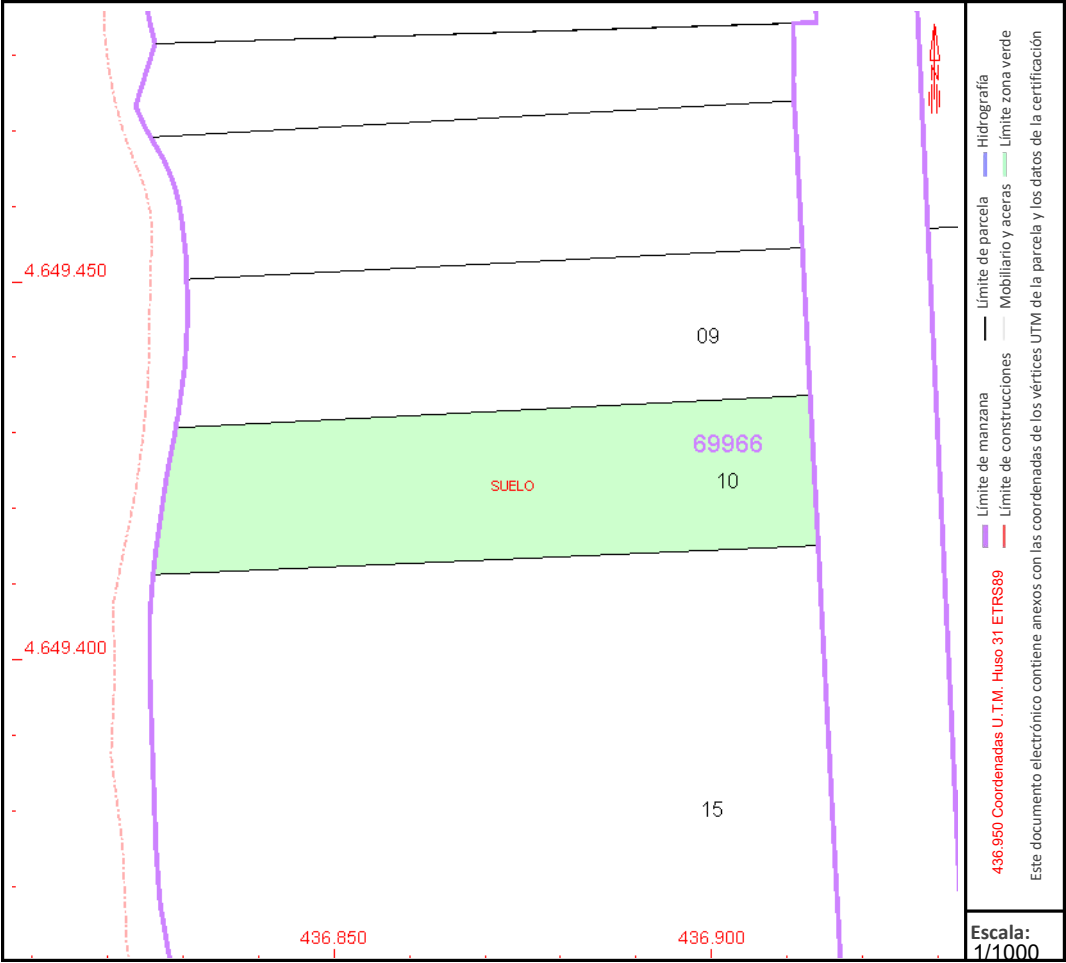 4.649.450
09
69966
10
SUELO
4.649.400
15
436.850
436.900
N
Límite de manzana
Límite de parcela
Hidrografía
Límite de construcciones
Mobiliario y aceras
Límite zona verde
436.950 Coordenadas U.T.M. Huso 31 ETRS89
Este documento electrónico contiene anexos con las coordenadas de los vértices UTM de la parcela y los datos de la certificación
Escala:
1/1000